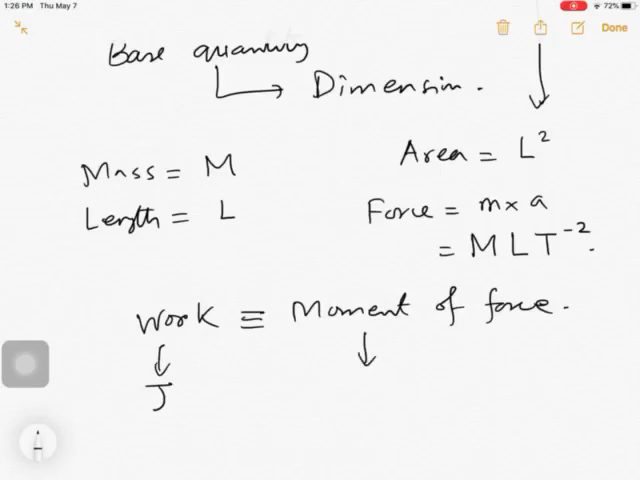 1:26 PM Thu May 7
72%
Done
Base quantity
Dimension.
Area = L²
Mass = M
Length = L
Force = m x a
= M L T⁻².
Work ≡ Moment of force.
J